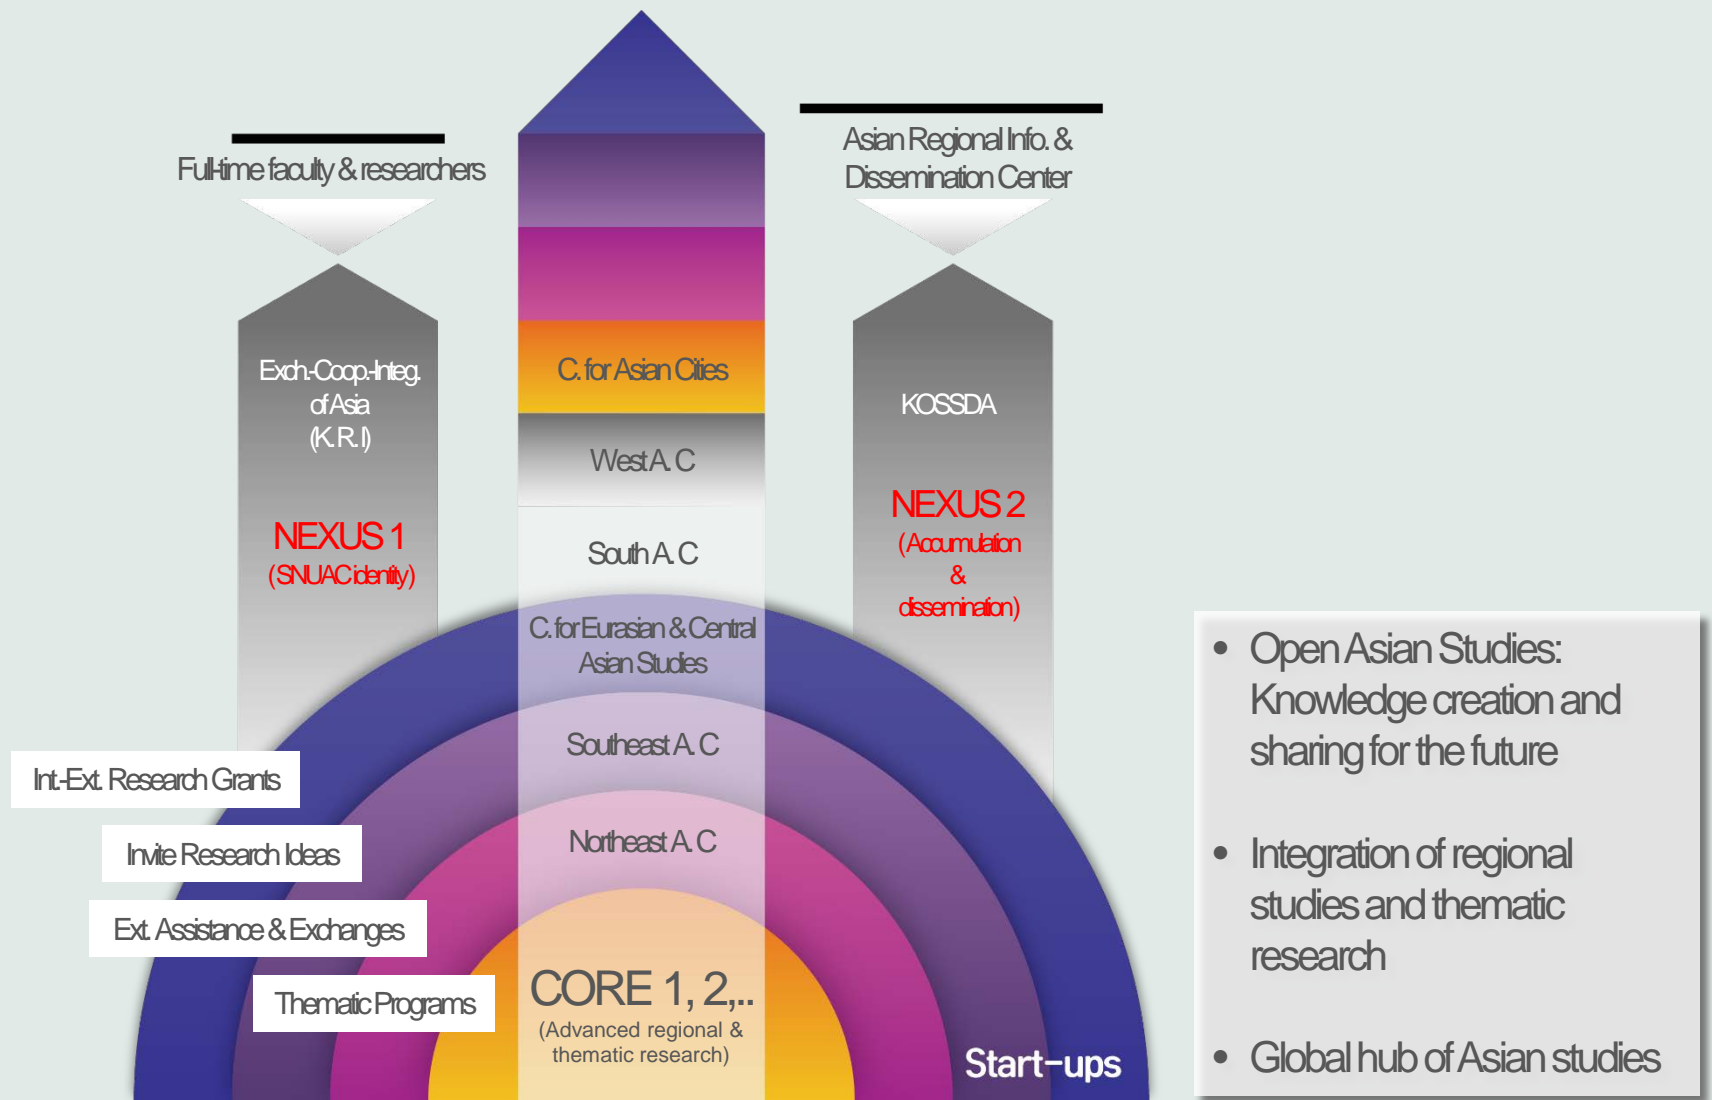 Full-time faculty & researchers
Asian Regional Info. &
Dissemination Center
Exch.-Coop.-Integ.
of Asia
(K. R. I)
NEXUS 1
(SNUAC identity)
C. for Asian Cities
West A. C
South A. C
C. for Eurasian & Central
Asian Studies
Southeast A. C
Northeast A. C
CORE 1, 2,..
(Advanced regional &
thematic research)
KOSSDA
NEXUS 2
(Accumulation
&
dissemination)
Int.-Ext. Research Grants
Invite Research Ideas
Ext. Assistance & Exchanges
Thematic Programs
Start-ups
• Open Asian Studies:
Knowledge creation and
sharing for the future
• Integration of regional
studies and thematic
research
• Global hub of Asian studies